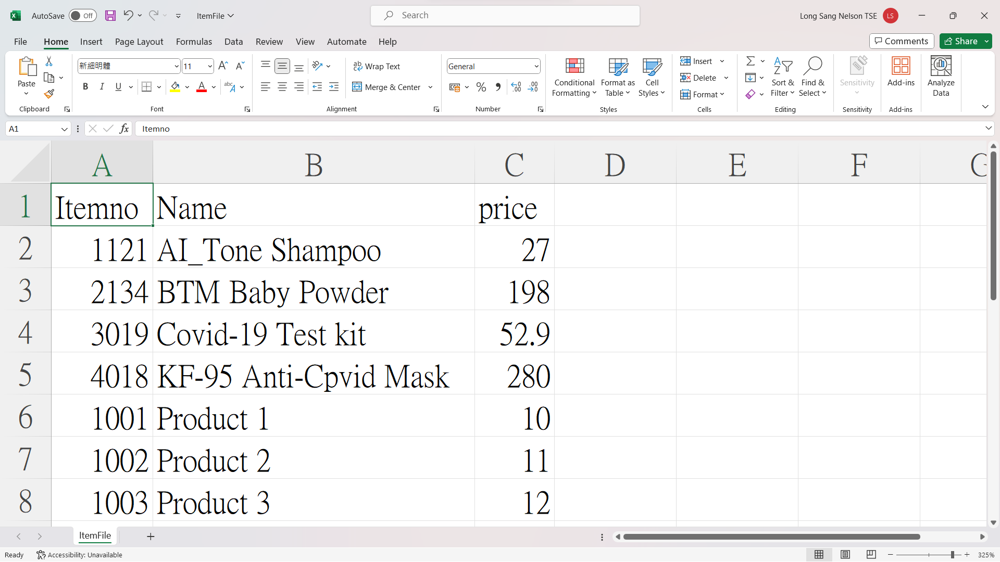 AutoSave Off ItemFile Search Long Sang Nelson TSE LS
File Home Insert Page Layout Formulas Data Review View Automate Help Comments Share
Paste
Clipboard
新細明體 11
B I U
Font
Wrap Text
Merge & Center
Alignment
General
Number
Conditional Formatting
Format as Table
Cell Styles
Styles
Insert
Delete
Format
Cells
Sort & Filter
Find & Select
Editing
Sensitivity
Sensitivity
Add-ins
Add-ins
Analyze Data
A1 fx Itemno
A B C D E F G
1 Itemno Name price
2 1121 AI_Tone Shampoo 27
3 2134 BTM Baby Powder 198
4 3019 Covid-19 Test kit 52.9
5 4018 KF-95 Anti-Cpvid Mask 280
6 1001 Product 1 10
7 1002 Product 2 11
8 1003 Product 3 12
ItemFile
Ready Accessibility: Unavailable 325%